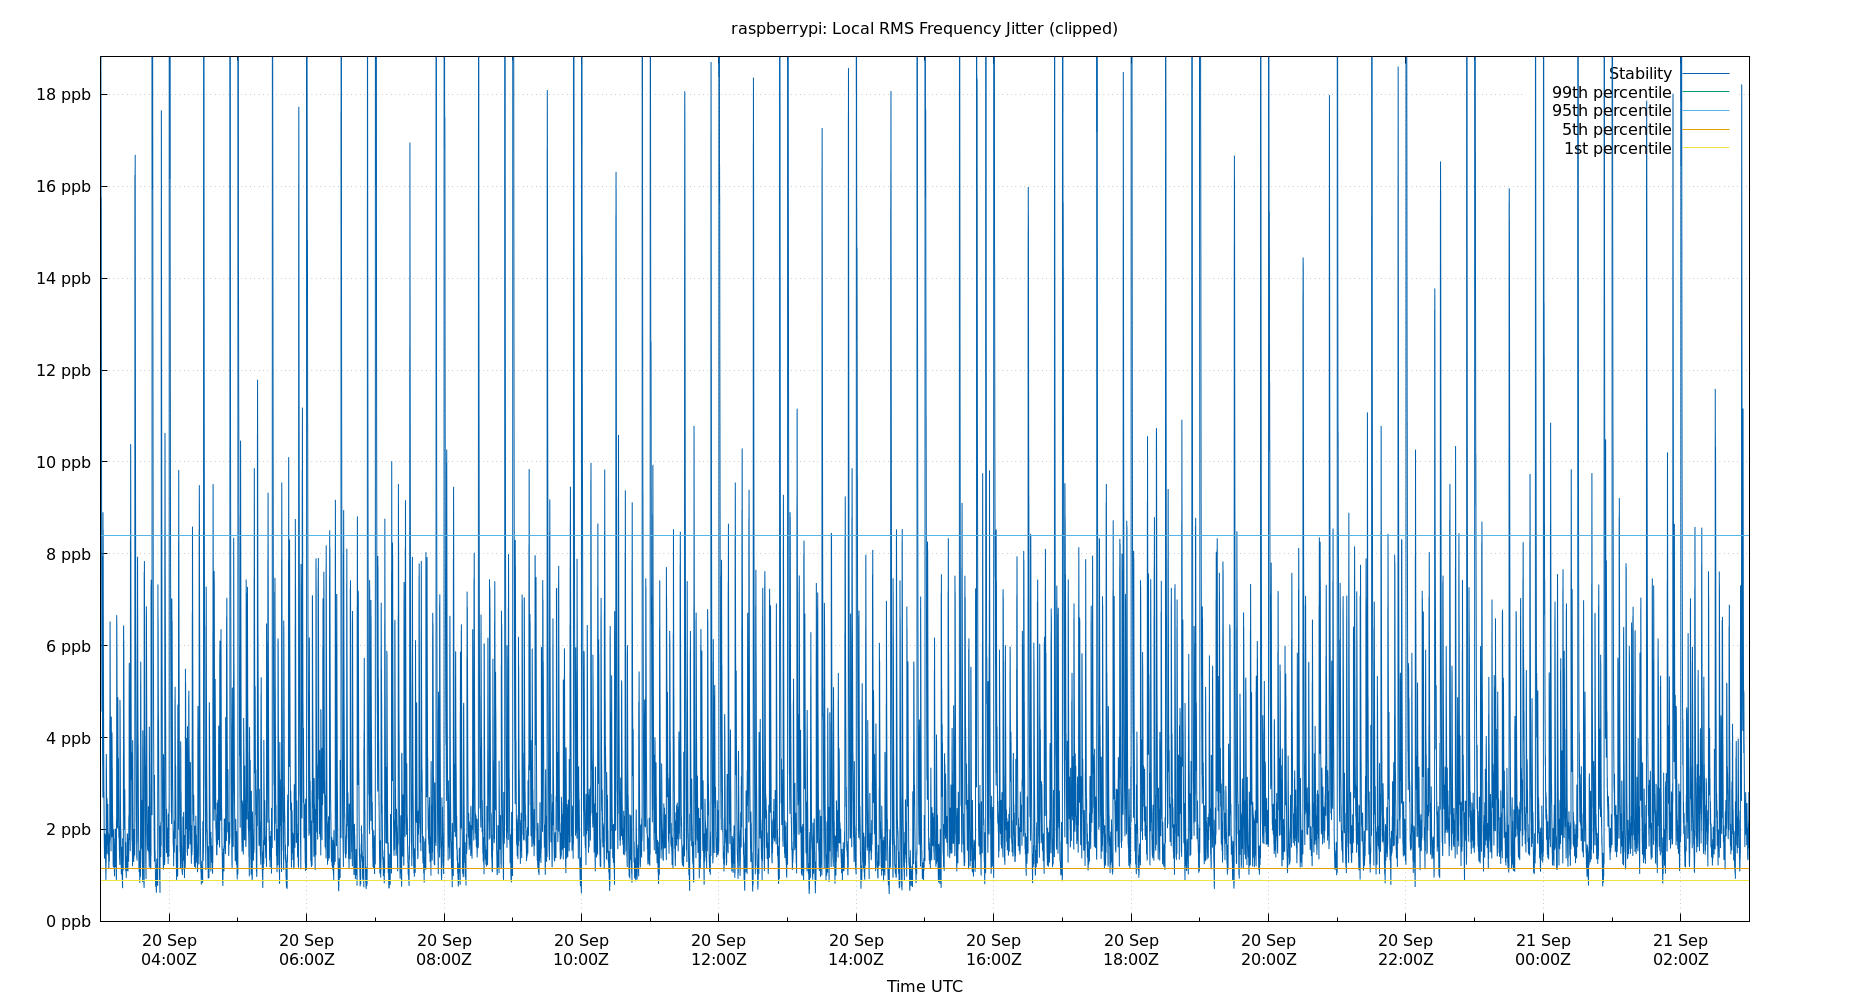 raspberrypi: Local RMS Frequency Jitter (clipped)
Stability
99th percentile
95th percentile
5th percentile
1st percentile
18 ppb
16 ppb
14 ppb
12 ppb
10 ppb
8 ppb
6 ppb
4 ppb
2 ppb
0 ppb
20 Sep 20 Sep 20 Sep 20 Sep 20 Sep 20 Sep 20 Sep 20 Sep 20 Sep 20 Sep 21 Sep 21 Sep
04:00Z 06:00Z 08:00Z 10:00Z 12:00Z 14:00Z 16:00Z 18:00Z 20:00Z 22:00Z 00:00Z 02:00Z
Time UTC